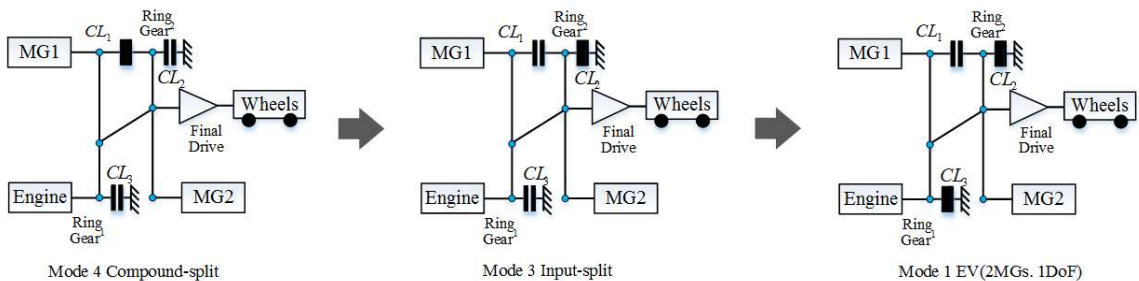 Ring
Gear2
CL1
MG1
CL2
Wheels
Final
Drive
CL3
Engine
MG2
Ring
Gear1
Mode 4 Compound-split
Ring
Gear2
CL1
MG1
CL2
Wheels
Final
Drive
CL3
Engine
MG2
Ring
Gear1
Mode 3 Input-split
Ring
Gear2
CL1
MG1
CL2
Wheels
Final
Drive
CL3
Engine
MG2
Ring
Gear1
Mode 1 EV(2MGs. 1DoF)